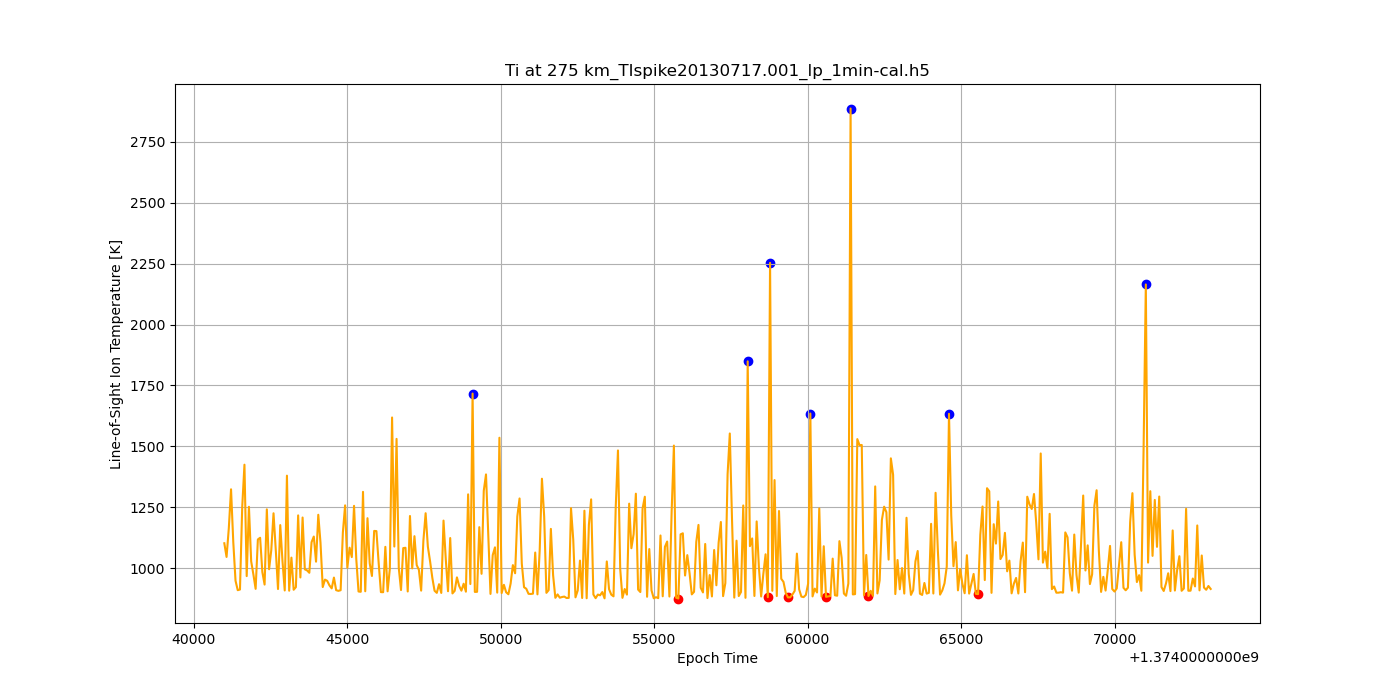 Ti at 275 km_TIspike20130717.001_lp_1min-cal.h5
Line-of-Sight Ion Temperature [K]
2750
2500
2250
2000
1750
1500
1250
1000
40000 45000 50000 55000 60000 65000 70000
+1.3740000000e9
Epoch Time